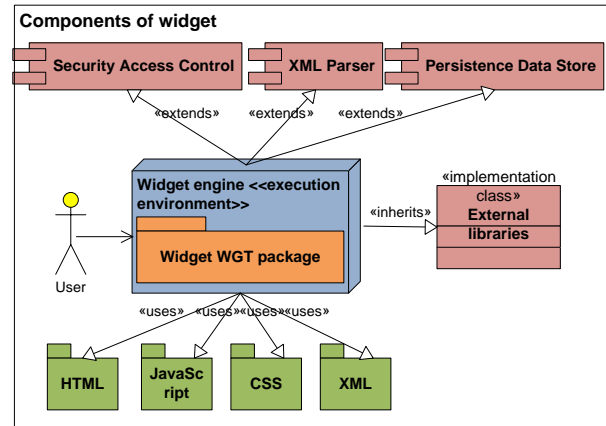 Components of widget
Security Access Control
XML Parser
Persistence Data Store
«extends»
«extends»
«extends»
Widget engine <<execution
environment>>
Widget WGT package
User
«inherits»
«implementation
class»
External
libraries
«uses»
«uses»
«uses»
«uses»
HTML
JavaSc
ript
CSS
XML